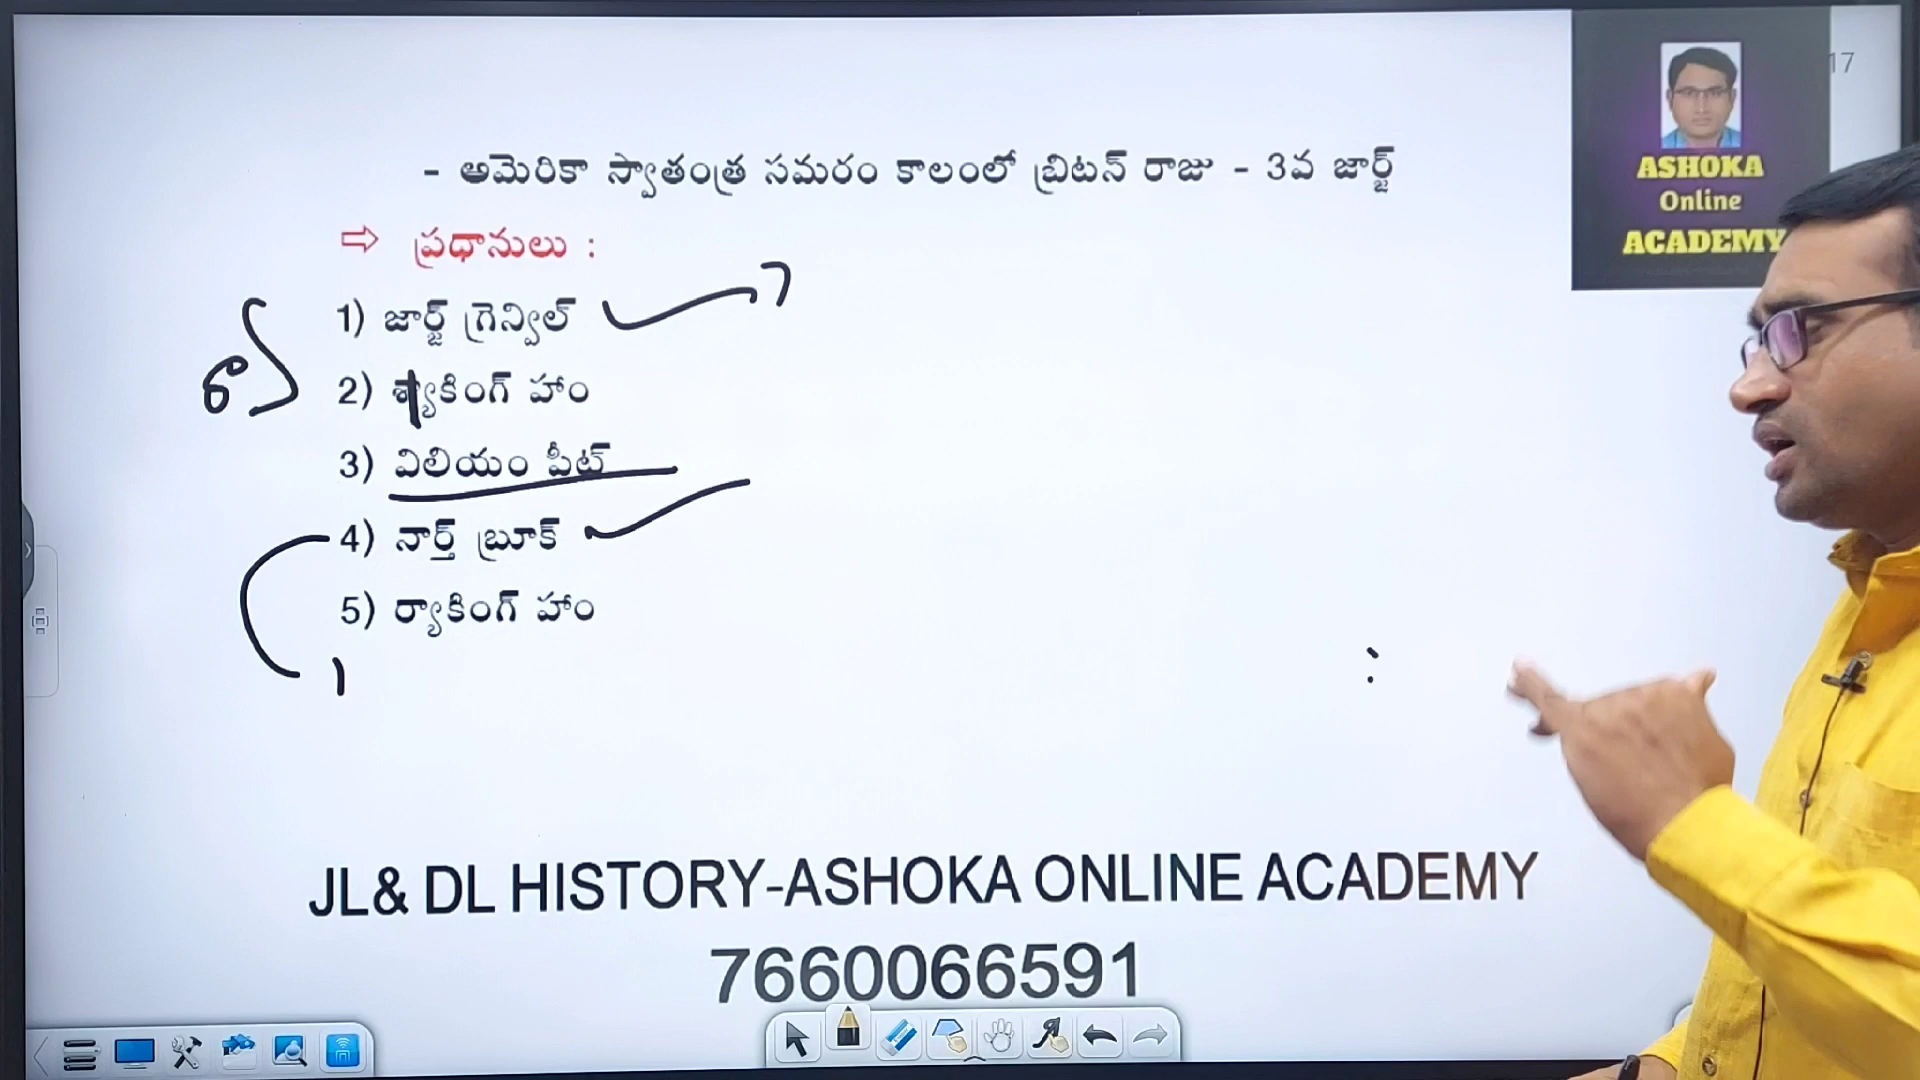 17
ASHOKA
Online
ACADEMY
- అమెరికా స్వాతంత్ర సమరం కాలంలో బ్రిటన్ రాజు - 3వ జార్జ్
⇨ ప్రధానులు :
1) జార్జ్ గ్రెన్విల్
2) శ్యాకింగ్ హాం
3) విలియం పీట్
4) నార్త్ బ్రూక్
5) ర్యాకింగ్ హాం
JL& DL HISTORY-ASHOKA ONLINE ACADEMY
7660066591